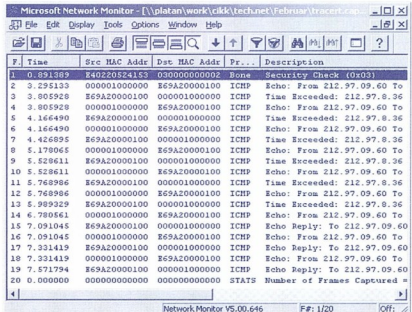 Microsoft Network Monitor - [\\platan\work\cikk\tech.net\Februar\tracert.cap
File Edit Display Tools Options Window Help
F. Time Src MAC Addr Dst MAC Addr Pr... Description
1 0.891389 E40220524153 030000000002 Bone Security Check (0x03)
2 3.295133 000001000000 E69A20000100 ICMP Echo: From 212.97.09.60 To
3 3.805928 E69A20000100 000001000000 ICMP Time Exceeded: 212.97.8.36
4 3.805928 000001000000 E69A20000100 ICMP Echo: From 212.97.09.60 To
5 4.166490 E69A20000100 000001000000 ICMP Time Exceeded: 212.97.8.36
6 4.166490 000001000000 E69A20000100 ICMP Echo: From 212.97.09.60 To
7 4.426895 E69A20000100 000001000000 ICMP Time Exceeded: 212.97.8.36
8 5.178065 000001000000 E69A20000100 ICMP Echo: From 212.97.09.60 To
9 5.528611 E69A20000100 000001000000 ICMP Time Exceeded: 212.97.8.36
10 5.528611 000001000000 E69A20000100 ICMP Echo: From 212.97.09.60 To
11 5.768986 E69A20000100 000001000000 ICMP Time Exceeded: 212.97.8.36
12 5.768986 000001000000 E69A20000100 ICMP Echo: From 212.97.09.60 To
13 5.989329 E69A20000100 000001000000 ICMP Time Exceeded: 212.97.8.36
14 6.780561 000001000000 E69A20000100 ICMP Echo: From 212.97.09.60 To
15 7.091045 E69A20000100 000001000000 ICMP Echo Reply: To 212.97.09.60
16 7.091045 000001000000 E69A20000100 ICMP Echo: From 212.97.09.60 To
17 7.331419 E69A20000100 000001000000 ICMP Echo Reply: To 212.97.09.60
18 7.331419 000001000000 E69A20000100 ICMP Echo: From 212.97.09.60 To
19 7.571794 E69A20000100 000001000000 ICMP Echo Reply: To 212.97.09.60
20 0.000000 000001000000 000001000000 STATS Number of Frames Captured =
Network Monitor V5.00.646 F#: 1/20 Off: